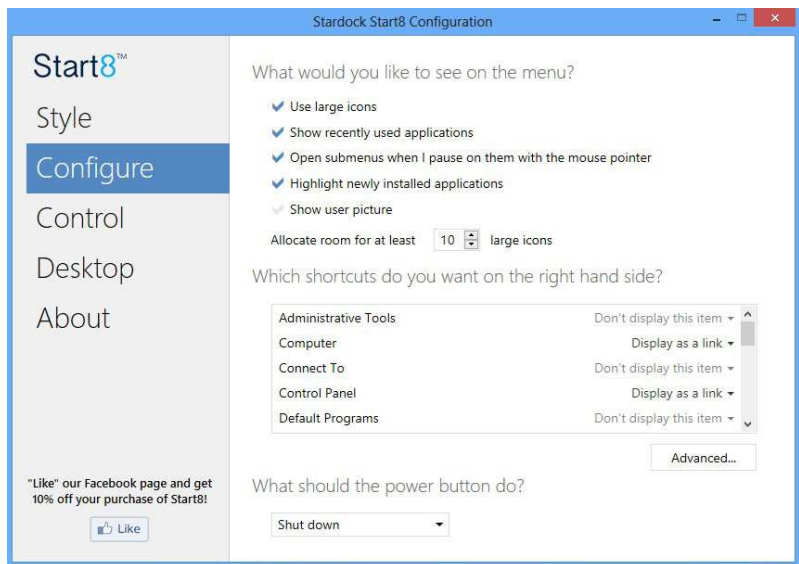 Stardock Start8 Configuration
Start8™
Style
Configure
Control
Desktop
About
"Like" our Facebook page and get
10% off your purchase of Start8!
Like
What would you like to see on the menu?
Use large icons
Show recently used applications
Open submenus when I pause on them with the mouse pointer
Highlight newly installed applications
Show user picture
Allocate room for at least 10 large icons
Which shortcuts do you want on the right hand side?
Administrative Tools Don't display this item
Computer Display as a link
Connect To Don't display this item
Control Panel Display as a link
Default Programs Don't display this item
Advanced...
What should the power button do?
Shut down